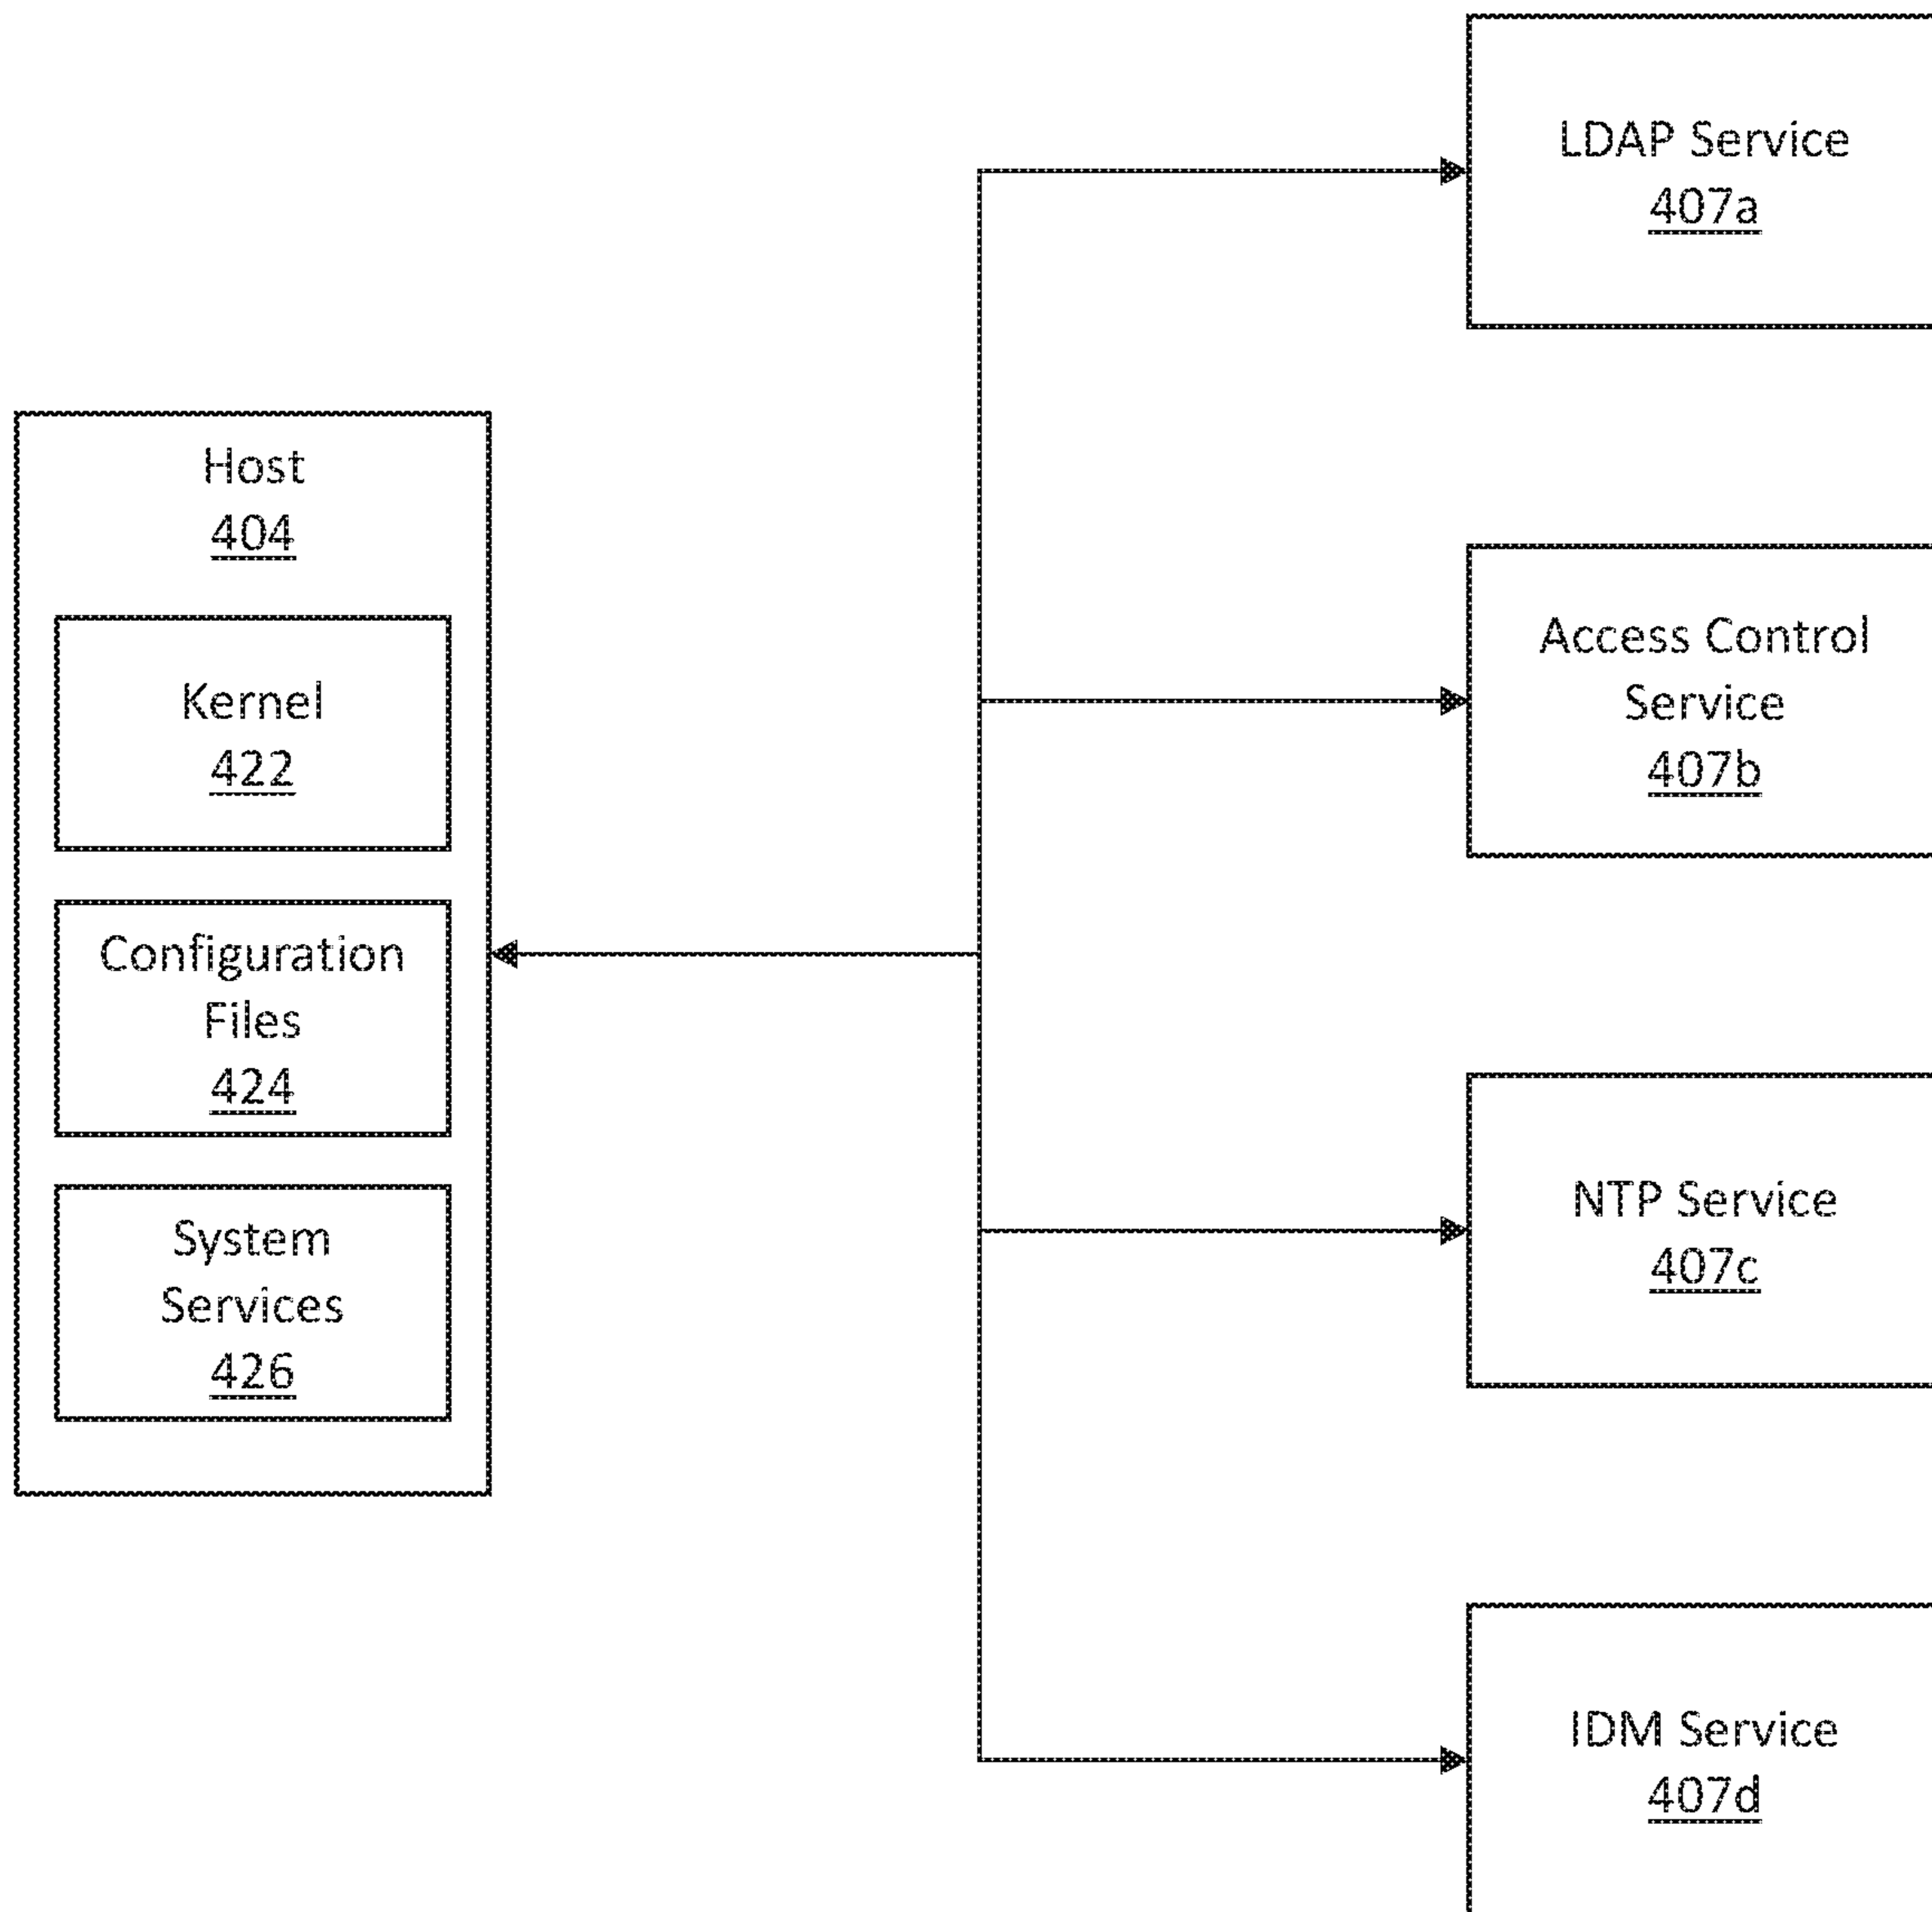 Host
404
Kernel
422
Configuration
Files
424
System
Services
426
LDAP Service
407a
Access Control
Service
407b
NTP Service
407c
IDM Service
407d